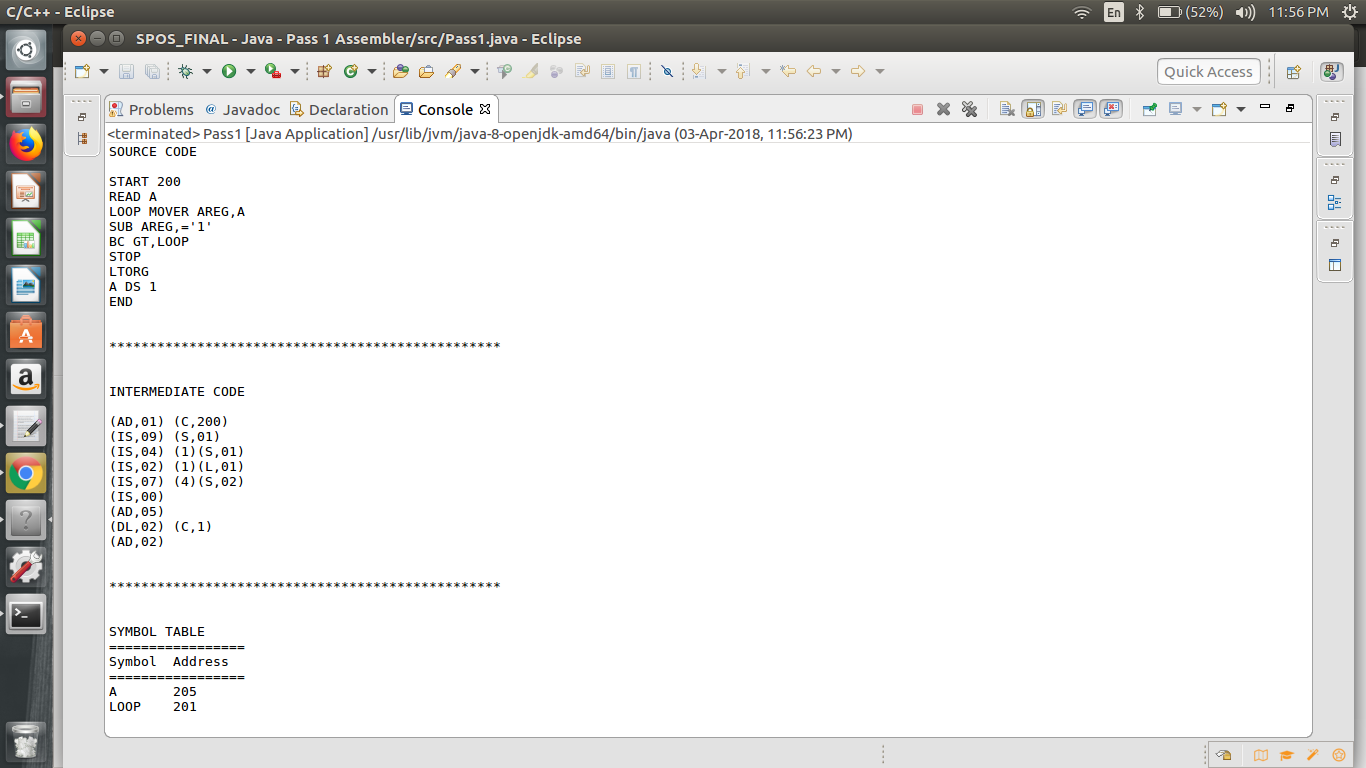 C/C++ - Eclipse
En (52%) 11:56 PM
SPOS_FINAL - Java - Pass 1 Assembler/src/Pass1.java - Eclipse
Quick Access
Problems @ Javadoc Declaration Console
<terminated> Pass1 [Java Application] /usr/lib/jvm/java-8-openjdk-amd64/bin/java (03-Apr-2018, 11:56:23 PM)
SOURCE CODE
START 200
READ A
LOOP MOVER AREG,A
SUB AREG,='1'
BC GT,LOOP
STOP
LTORG
A DS 1
END
*************************************************
INTERMEDIATE CODE
(AD,01) (C,200)
(IS,09) (S,01)
(IS,04) (1)(S,01)
(IS,02) (1)(L,01)
(IS,07) (4)(S,02)
(IS,00)
(AD,05)
(DL,02) (C,1)
(AD,02)
*************************************************
SYMBOL TABLE
=================
Symbol  Address
=================
A       205
LOOP    201